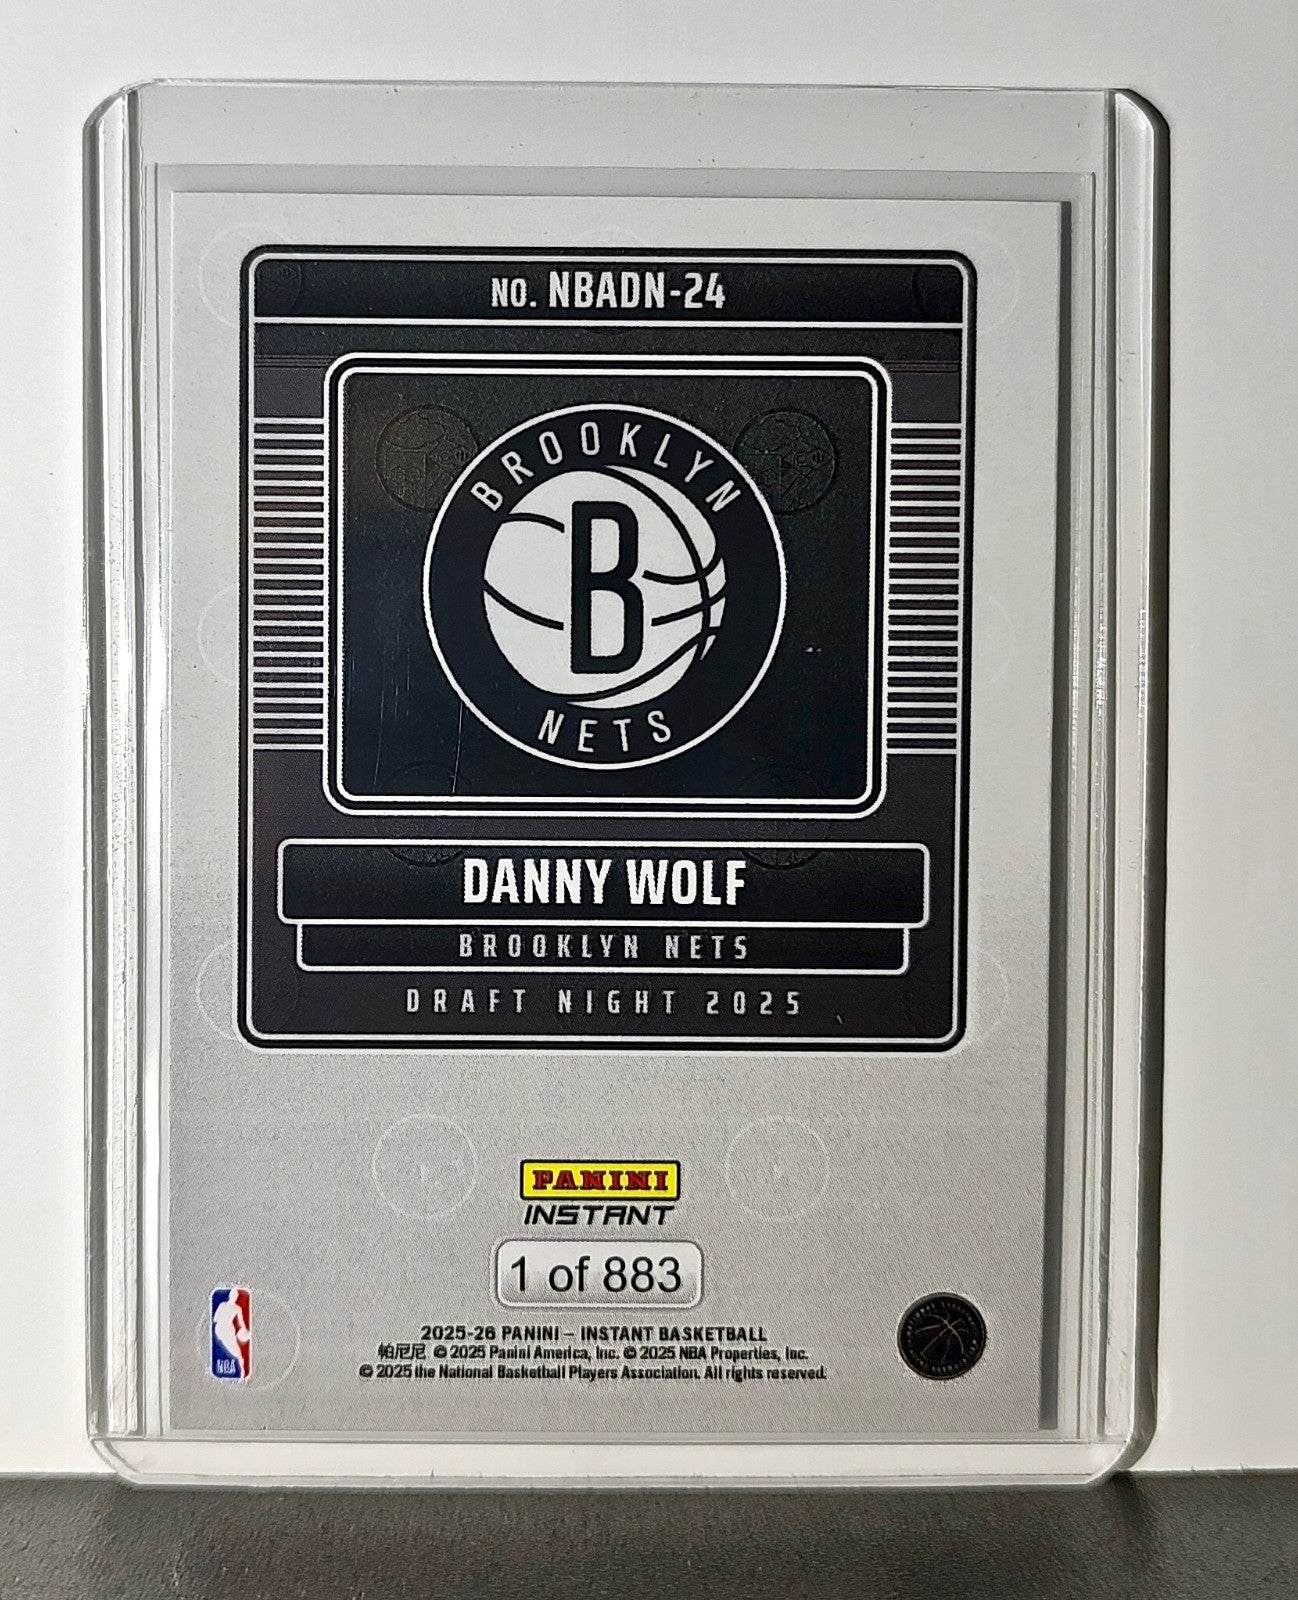 NO. NBADN-24
BROOKLYN
B
NETS
DANNY WOLF
BROOKLYN NETS
DRAFT NIGHT 2025
PANINI
INSTANT
1 of 883
NBA
2025-26 PANINI – INSTANT BASKETBALL
帕尼尼 © 2025 Panini America, Inc. © 2025 NBA Properties, Inc.
© 2025 the National Basketball Players Association. All rights reserved.